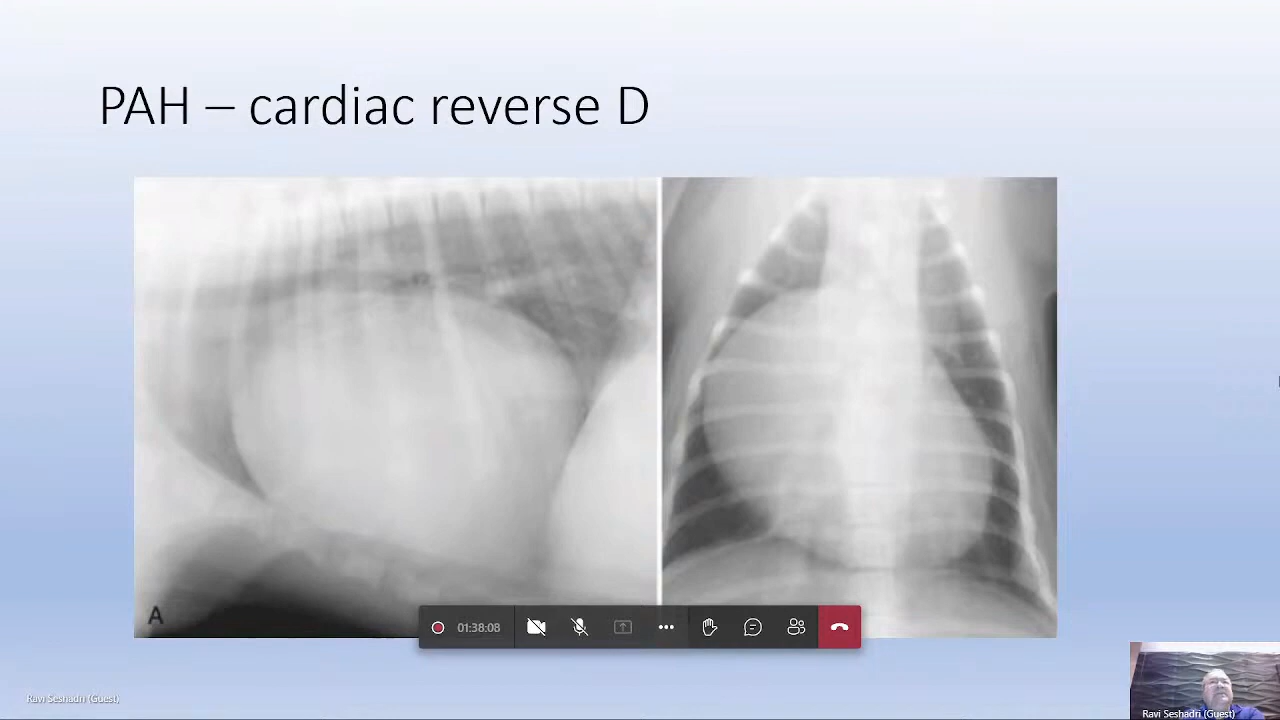 PAH – cardiac reverse D
A
01:38:08
Ravi Seshadri (Guest)
Ravi Seshadri (Guest)